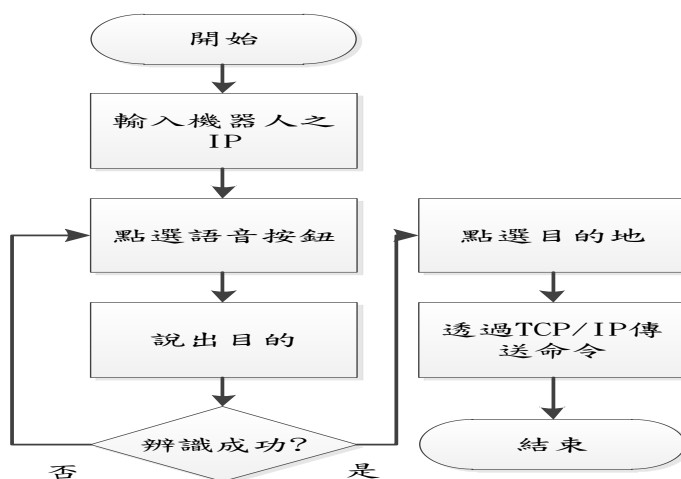 開始
輸入機器人之
IP
點選語音按鈕
說出目的
辨識成功?
否
是
點選目的地
透過TCP/IP傳
送命令
結束